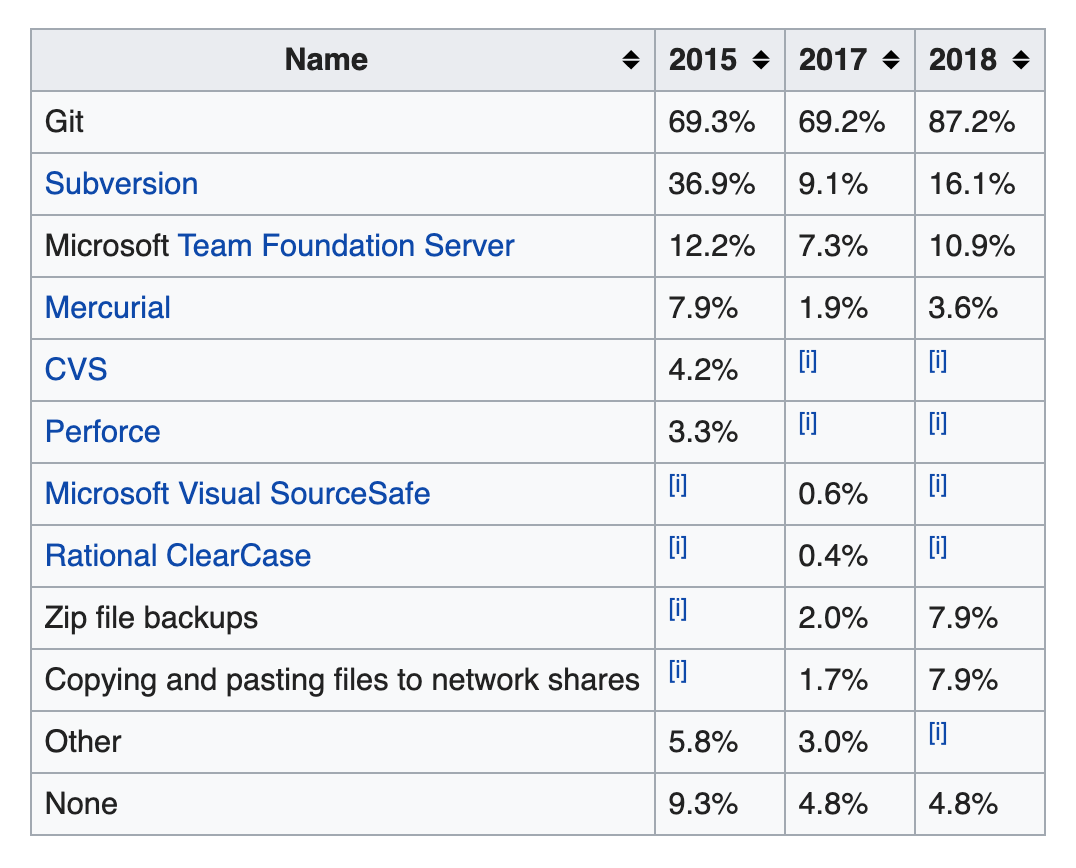 Name 2015 2017 2018
Git 69.3% 69.2% 87.2%
Subversion 36.9% 9.1% 16.1%
Microsoft Team Foundation Server 12.2% 7.3% 10.9%
Mercurial 7.9% 1.9% 3.6%
CVS 4.2% [i] [i]
Perforce 3.3% [i] [i]
Microsoft Visual SourceSafe [i] 0.6% [i]
Rational ClearCase [i] 0.4% [i]
Zip file backups [i] 2.0% 7.9%
Copying and pasting files to network shares [i] 1.7% 7.9%
Other 5.8% 3.0% [i]
None 9.3% 4.8% 4.8%